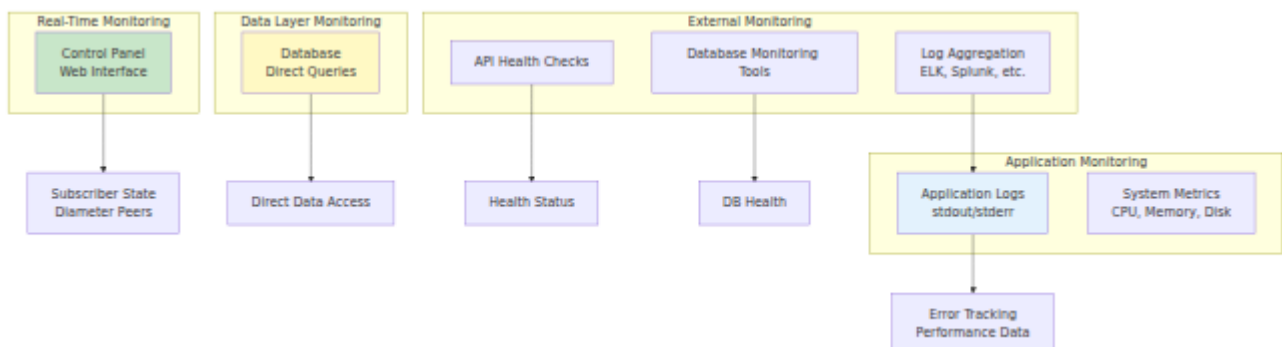 Real-Time Monitoring
Control Panel
Web Interface
Subscriber State
Diameter Peers
Data Layer Monitoring
Database
Direct Queries
Direct Data Access
External Monitoring
API Health Checks
Database Monitoring
Tools
Log Aggregation
ELK, Splunk, etc.
Health Status
DB Health
Application Monitoring
Application Logs
stdout/stderr
System Metrics
CPU, Memory, Disk
Error Tracking
Performance Data